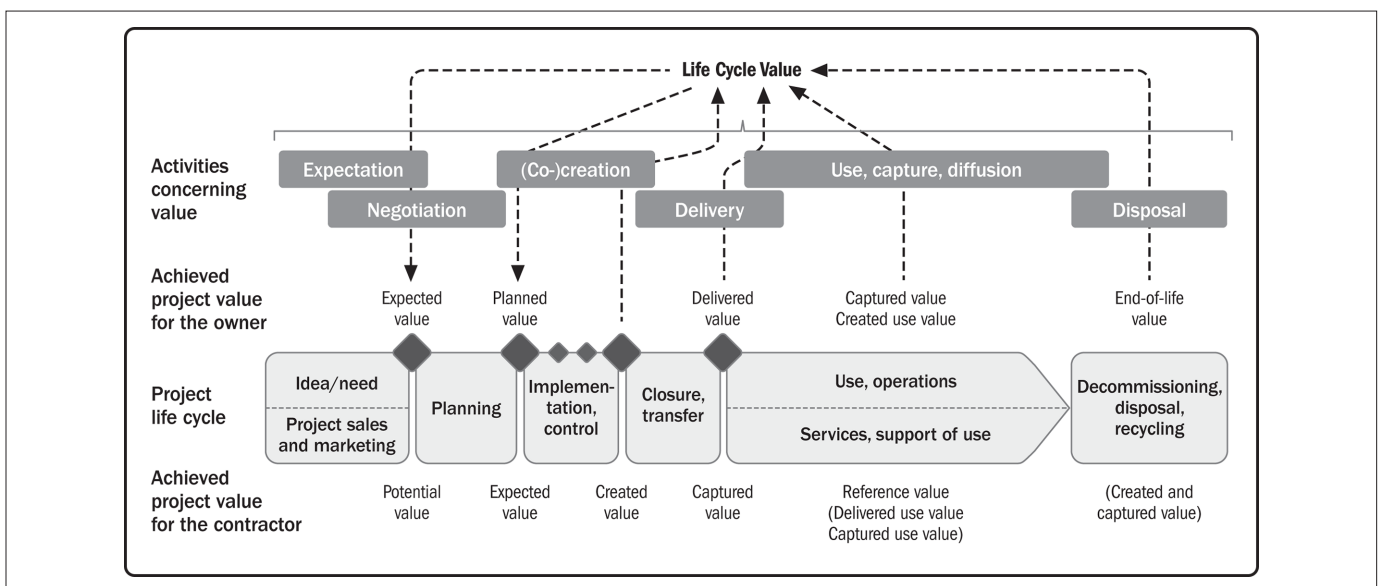 Life Cycle Value
Activities
concerning
value
Expectation
(Co-)creation
Use, capture, diffusion
Negotiation
Delivery
Disposal
Achieved
project value
for the owner
Expected
value
Planned
value
Delivered
value
Captured value
Created use value
End-of-life
value
Project
life cycle
Idea/need
Project sales
and marketing
Planning
Implemen-
tation,
control
Closure,
transfer
Use, operations
Services, support of use
Decommissioning,
disposal,
recycling
Achieved
project value
for the contractor
Potential
value
Expected
value
Created
value
Captured
value
Reference value
(Delivered use value
Captured use value)
(Created and
captured value)